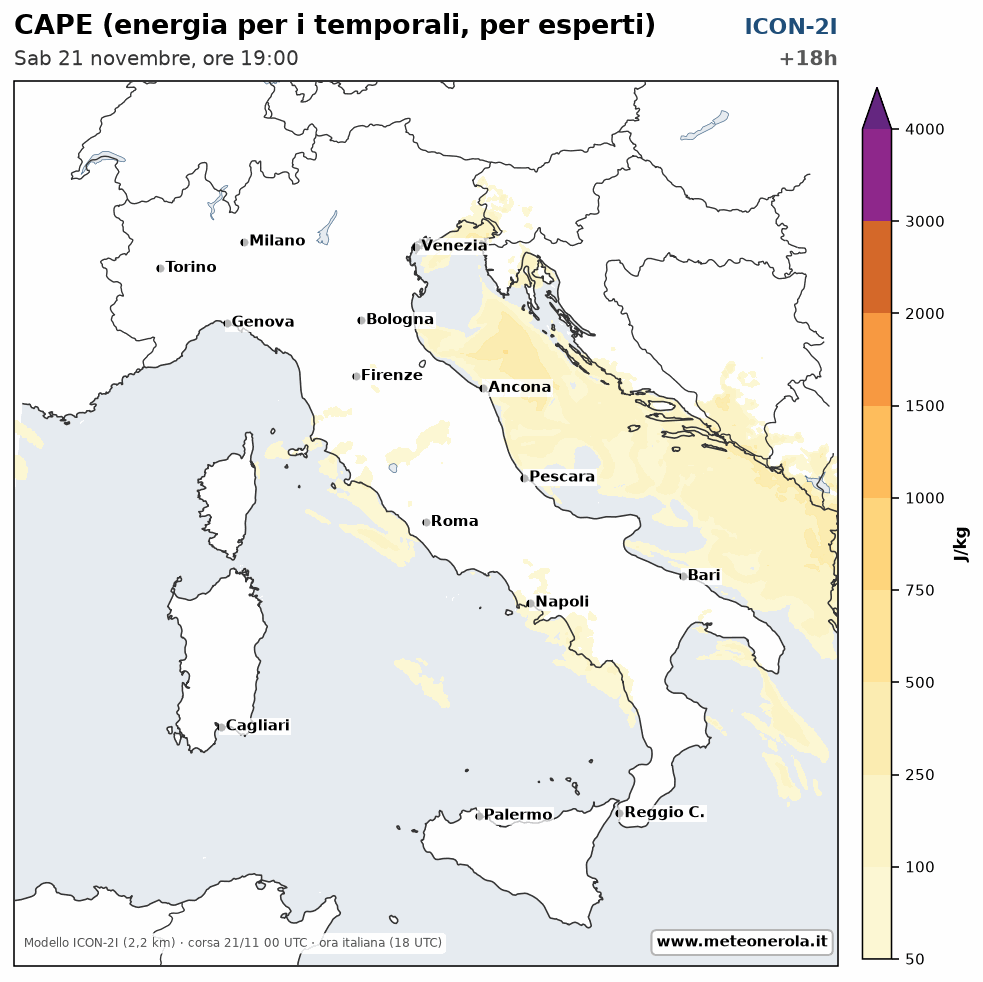 CAPE (energia per i temporali, per esperti)
ICON-2I
Sab 21 novembre, ore 19:00
+18h
4000
3000
2000
1500
1000
750
500
250
100
50
J/kg
Milano
Venezia
Torino
Genova
Bologna
Firenze
Ancona
Pescara
Roma
Bari
Napoli
Cagliari
Palermo
Reggio C.
Modello ICON-2I (2,2 km) · corsa 21/11 00 UTC · ora italiana (18 UTC)
www.meteonerola.it